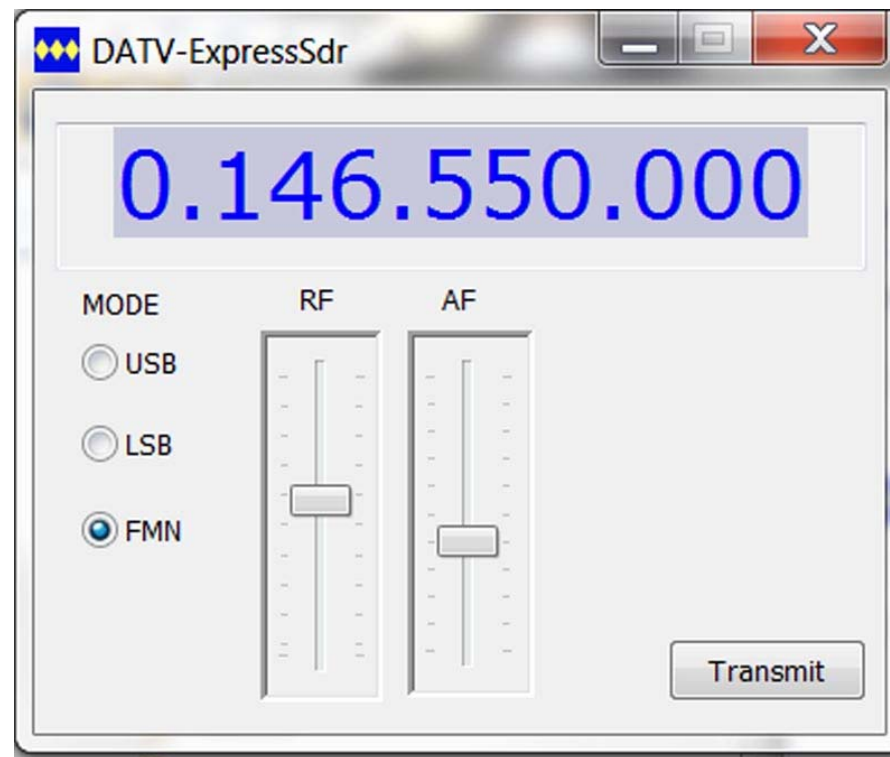 DATV-ExpressSdr
0.146.550.000
MODE RF AF
USB
LSB
FMN
Transmit